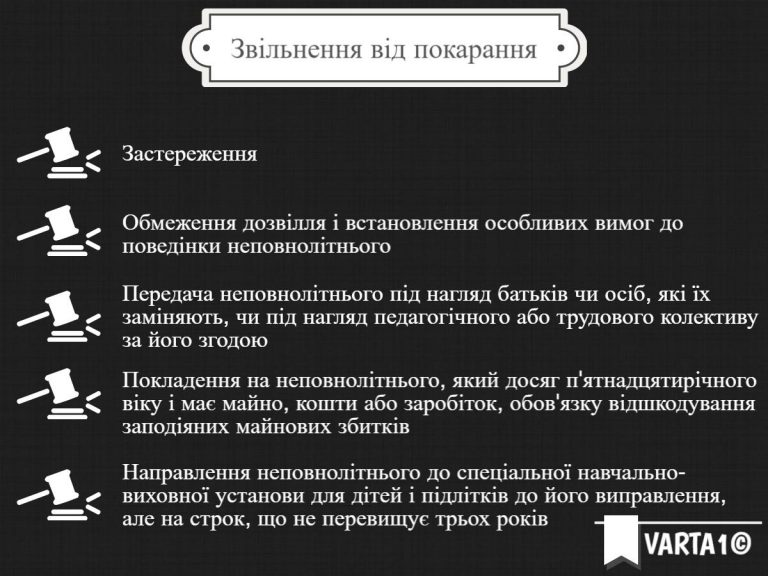 Звільнення від покарання
Застереження
Обмеження дозвілля і встановлення особливих вимог до
поведінки неповнолітнього
Передача неповнолітнього під нагляд батьків чи осіб, які їх
заміняють, чи під нагляд педагогічного або трудового колективу
за його згодою
Покладення на неповнолітнього, який досяг п'ятнадцятирічного
віку і має майно, кошти або заробіток, обов'язку відшкодування
заподіяних майнових збитків
Направлення неповнолітнього до спеціальної навчально-
виховної установи для дітей і підлітків до його виправлення,
але на строк, що не перевищує трьох років
VARTA1©